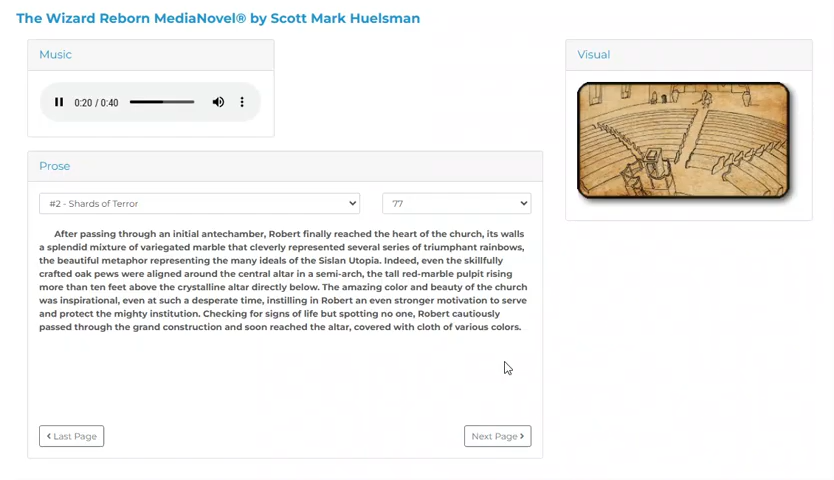 The Wizard Reborn MediaNovel® by Scott Mark Huelsman
Music
0:20 / 0:40
Visual
Prose
#2 - Shards of Terror
77
After passing through an initial antechamber, Robert finally reached the heart of the church, its walls
a splendid mixture of variegated marble that cleverly represented several series of triumphant rainbows,
the beautiful metaphor representing the many ideals of the Sislan Utopia. Indeed, even the skillfully
crafted oak pews were aligned around the central altar in a semi-arch, the tall red-marble pulpit rising
more than ten feet above the crystalline altar directly below. The amazing color and beauty of the church
was inspirational, even at such a desperate time, instilling in Robert an even stronger motivation to serve
and protect the mighty institution. Checking for signs of life but spotting no one, Robert cautiously
passed through the grand construction and soon reached the altar, covered with cloth of various colors.
Last Page
Next Page